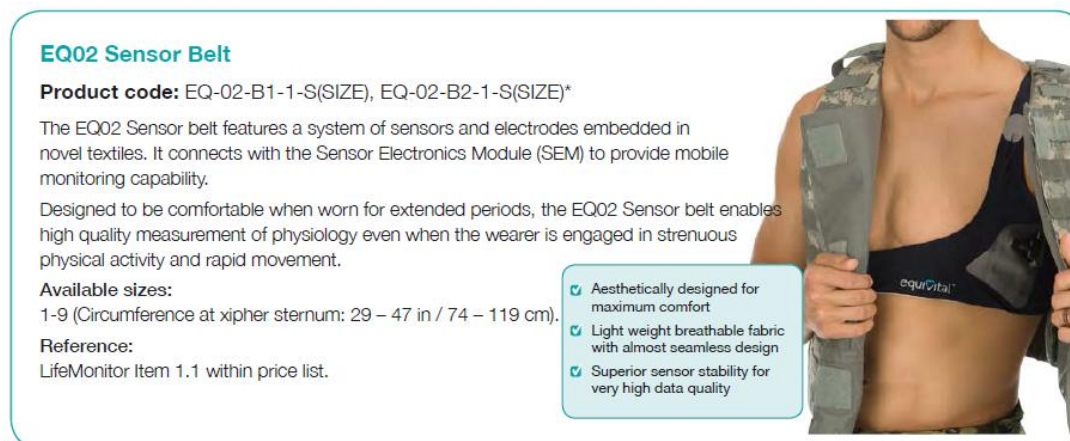 EQ02 Sensor Belt
Product code: EQ-02-B1-1-S(SIZE), EQ-02-B2-1-S(SIZE)*
The EQ02 Sensor belt features a system of sensors and electrodes embedded in
novel textiles. It connects with the Sensor Electronics Module (SEM) to provide mobile
monitoring capability.
Designed to be comfortable when worn for extended periods, the EQ02 Sensor belt enables
high quality measurement of physiology even when the wearer is engaged in strenuous
physical activity and rapid movement.
Available sizes:
1-9 (Circumference at xipher sternum: 29 – 47 in / 74 – 119 cm).
Reference:
LifeMonitor Item 1.1 within price list.
Aesthetically designed for
maximum comfort
Light weight breathable fabric
with almost seamless design
Superior sensor stability for
very high data quality
equivital™